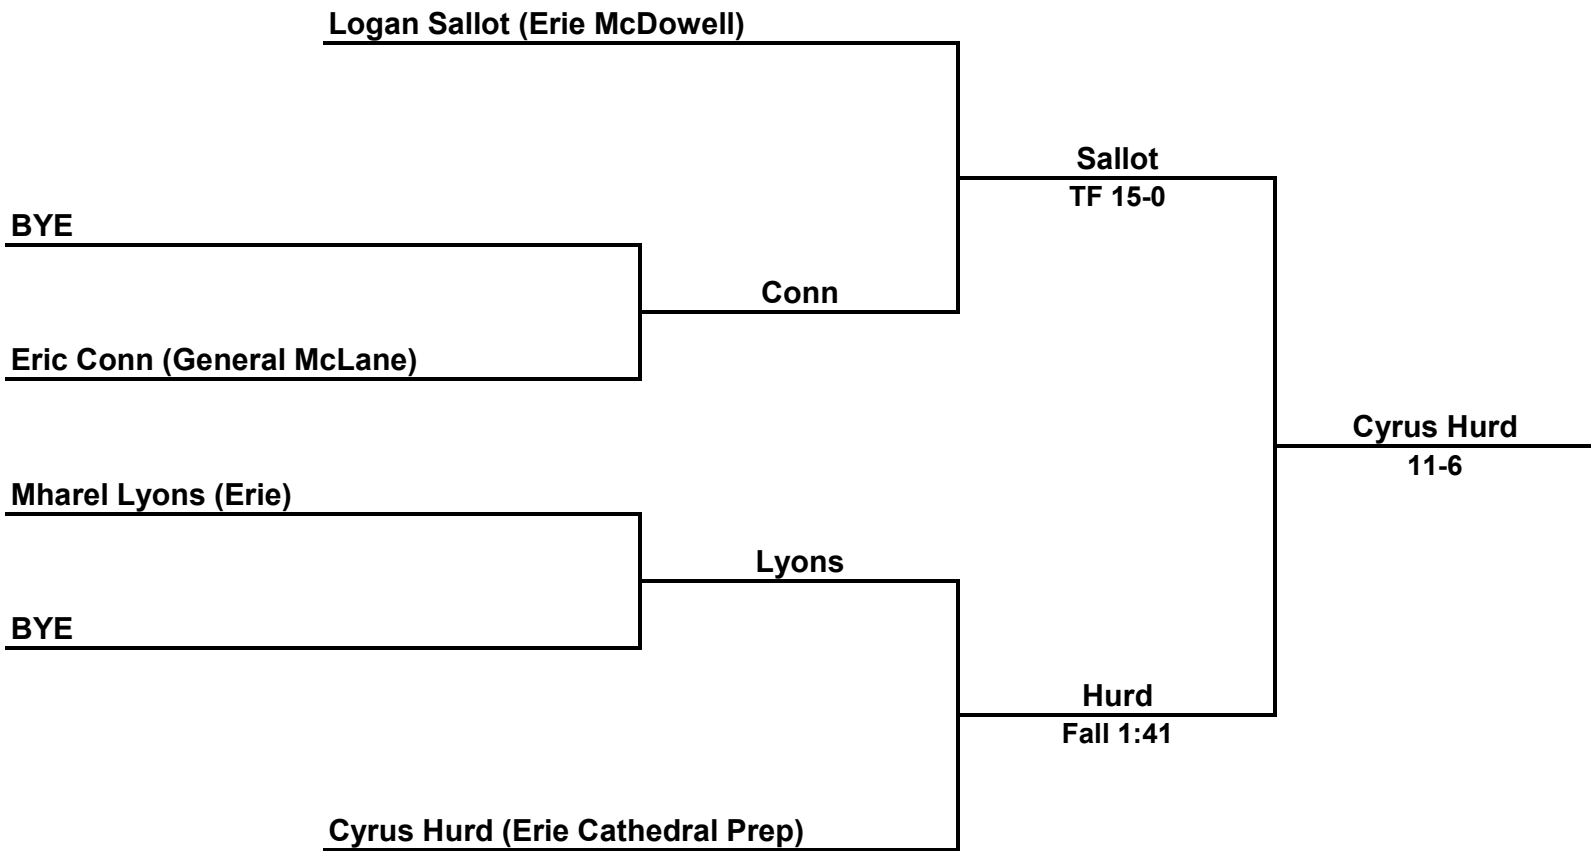 Logan Sallot (Erie McDowell)
Sallot
TF 15-0
BYE
Conn
Eric Conn (General McLane)
Cyrus Hurd
11-6
Mharel Lyons (Erie)
Lyons
BYE
Hurd
Fall 1:41
Cyrus Hurd (Erie Cathedral Prep)